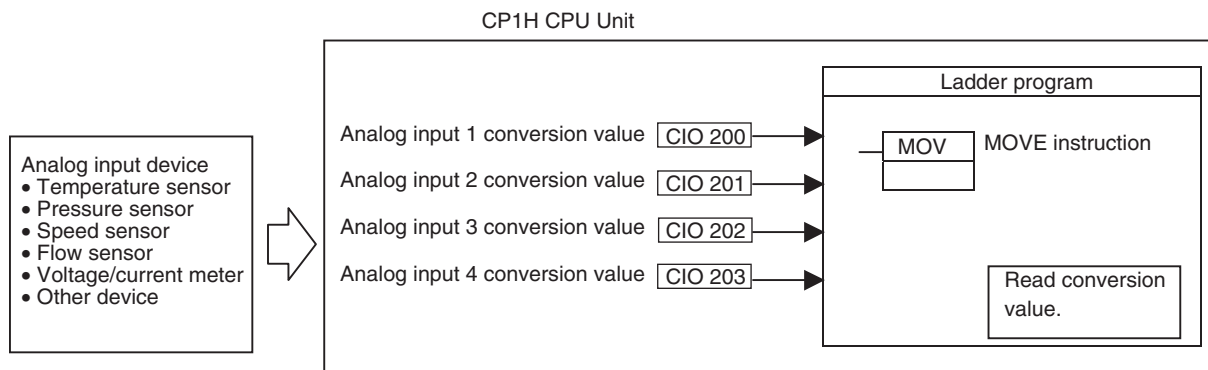 CP1H CPU Unit
Analog input device
• Temperature sensor
• Pressure sensor
• Speed sensor
• Flow sensor
• Voltage/current meter
• Other device
Analog input 1 conversion value CIO 200
Analog input 2 conversion value CIO 201
Analog input 3 conversion value CIO 202
Analog input 4 conversion value CIO 203
Ladder program
MOV MOVE instruction
Read conversion
value.